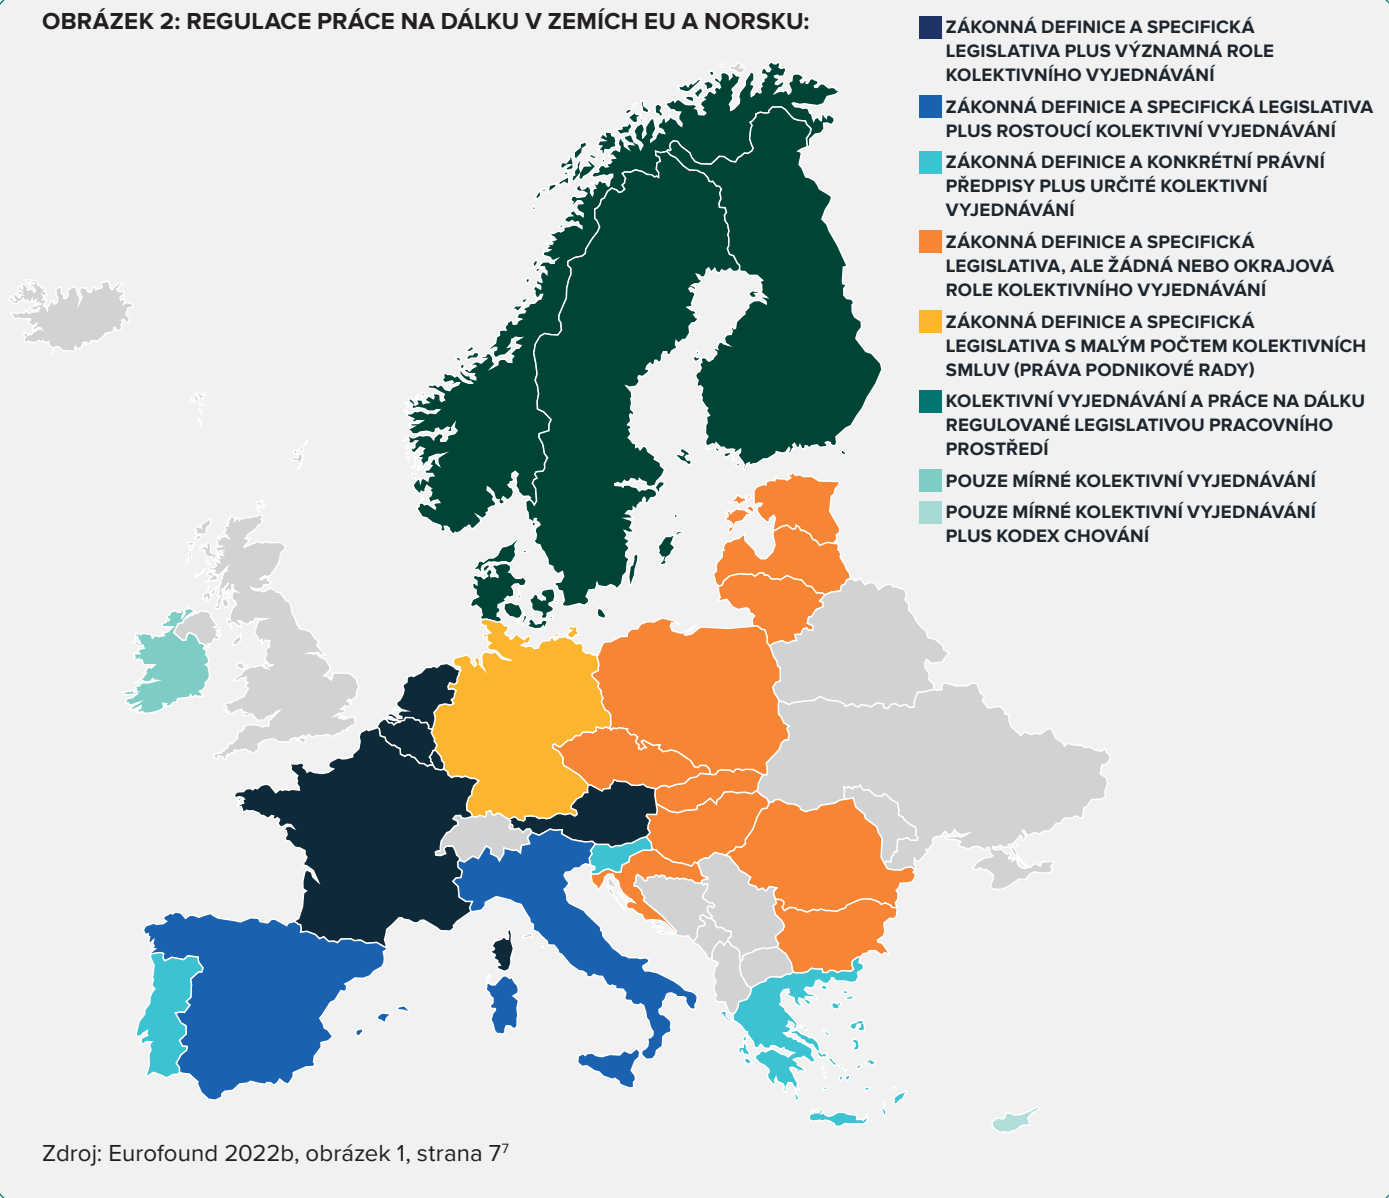 OBRÁZEK 2: REGULACE PRÁCE NA DÁLKU V ZEMÍCH EU A NORSKU:
ZÁKONNÁ DEFINICE A SPECIFICKÁ
LEGISLATIVA PLUS VÝZNAMNÁ ROLE
KOLEKTIVNÍHO VYJEDNÁVÁNÍ
ZÁKONNÁ DEFINICE A SPECIFICKÁ LEGISLATIVA
PLUS ROSTOUCÍ KOLEKTIVNÍ VYJEDNÁVÁNÍ
ZÁKONNÁ DEFINICE A KONKRÉTNÍ PRÁVNÍ
PŘEDPISY PLUS URČITÉ KOLEKTIVNÍ
VYJEDNÁVÁNÍ
ZÁKONNÁ DEFINICE A SPECIFICKÁ
LEGISLATIVA, ALE ŽÁDNÁ NEBO OKRAJOVÁ
ROLE KOLEKTIVNÍHO VYJEDNÁVÁNÍ
ZÁKONNÁ DEFINICE A SPECIFICKÁ
LEGISLATIVA S MALÝM POČTEM KOLEKTIVNÍCH
SMLUV (PRÁVA PODNIKOVÉ RADY)
KOLEKTIVNÍ VYJEDNÁVÁNÍ A PRÁCE NA DÁLKU
REGULOVANÉ LEGISLATIVOU PRACOVNÍHO
PROSTŘEDÍ
POUZE MÍRNÉ KOLEKTIVNÍ VYJEDNÁVÁNÍ
POUZE MÍRNÉ KOLEKTIVNÍ VYJEDNÁVÁNÍ
PLUS KODEX CHOVÁNÍ
Zdroj: Eurofound 2022b, obrázek 1, strana 7⁷